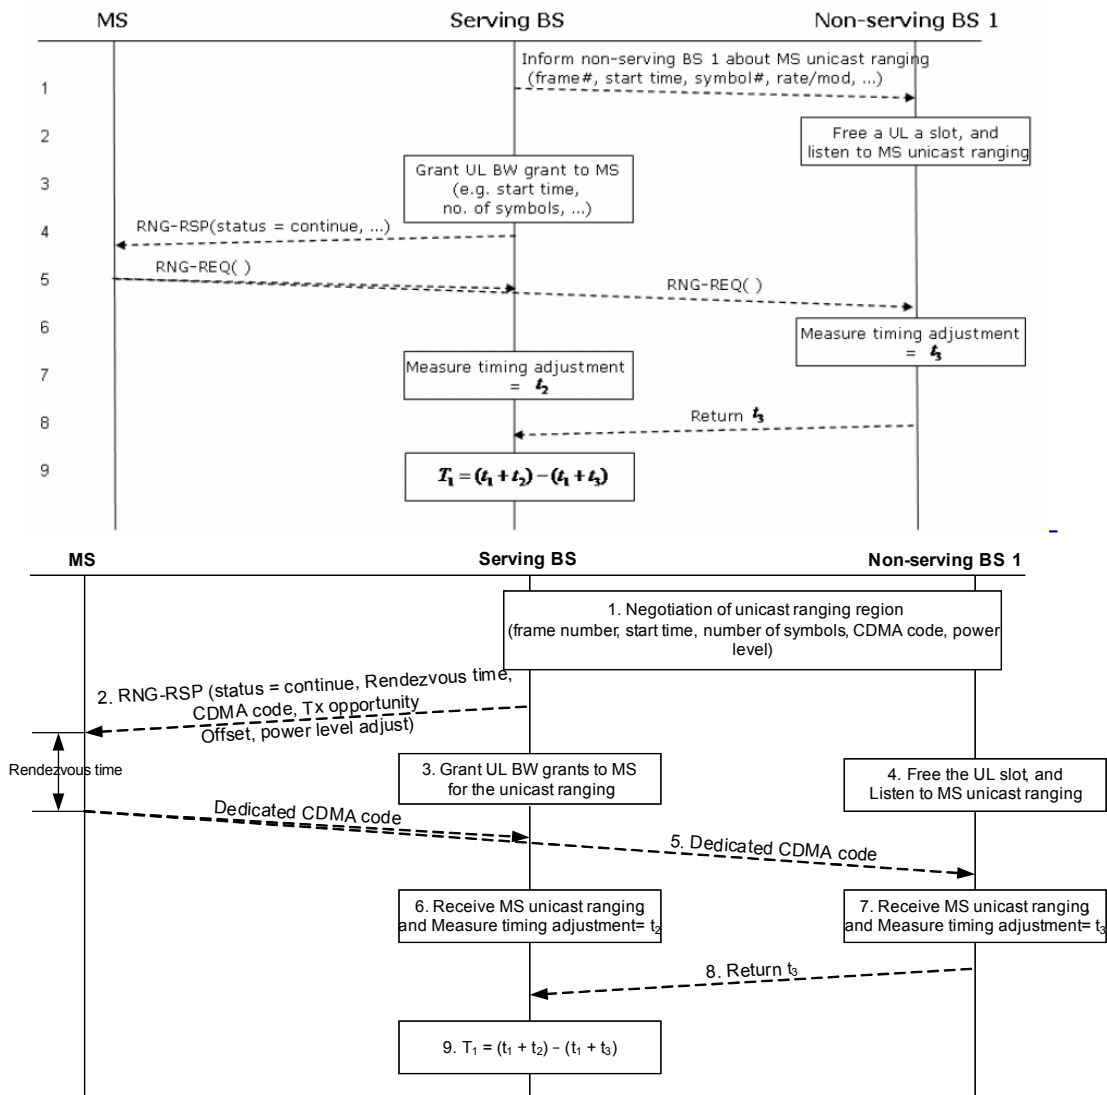 MS Serving BS Non-serving BS 1
Inform non-serving BS 1 about MS unicast ranging
(frame#, start time, symbol#, rate/mod, ...)
1
2
Free a UL a slot, and
listen to MS unicast ranging
3
Grant UL BW grant to MS
(e.g. start time,
no. of symbols, ...)
4
RNG-RSP(status = continue, ...)
5
RNG-REQ( )
RNG-REQ( )
6
Measure timing adjustment
= t₃
7
Measure timing adjustment
= t₂
8
Return t₃
9
T₁ = (t₁ + t₂) – (t₁ + t₃)
MS Serving BS Non-serving BS 1
1. Negotiation of unicast ranging region
(frame number, start time, number of symbols, CDMA code, power
level)
2. RNG-RSP (status = continue, Rendezvous time,
CDMA code, Tx opportunity
Offset, power level adjust)
Rendezvous time
3. Grant UL BW grants to MS
for the unicast ranging
4. Free the UL slot, and
Listen to MS unicast ranging
Dedicated CDMA code
5. Dedicated CDMA code
6. Receive MS unicast ranging
and Measure timing adjustment= t₂
7. Receive MS unicast ranging
and Measure timing adjustment= t₃
8. Return t₃
9. T₁ = (t₁ + t₂) – (t₁ + t₃)